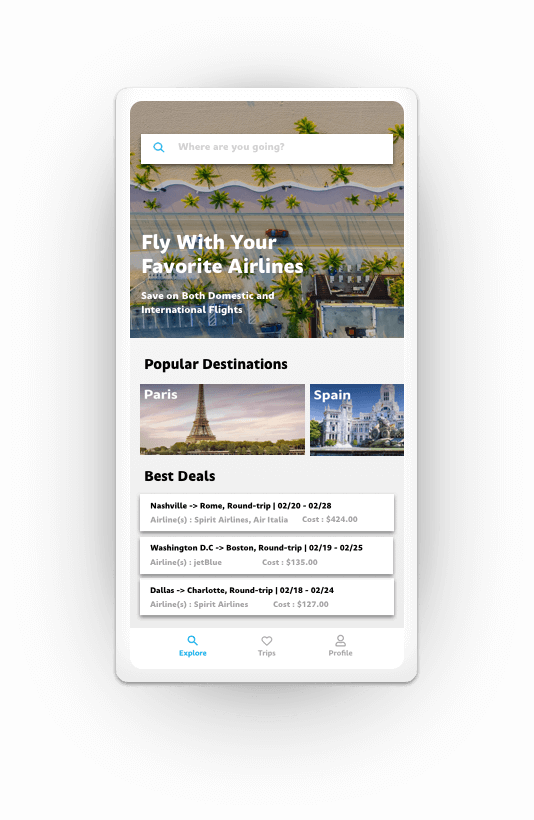 Where are you going?
Fly With Your
Favorite Airlines
Save on Both Domestic and
International Flights
Popular Destinations
Paris
Spain
Best Deals
Nashville -> Rome, Round-trip | 02/20 - 02/28
Airline(s) : Spirit Airlines, Air Italia Cost : $424.00
Washington D.C -> Boston, Round-trip | 02/19 - 02/25
Airline(s) : jetBlue Cost : $135.00
Dallas -> Charlotte, Round-trip | 02/18 - 02/24
Airline(s) : Spirit Airlines Cost : $127.00
Explore Trips Profile